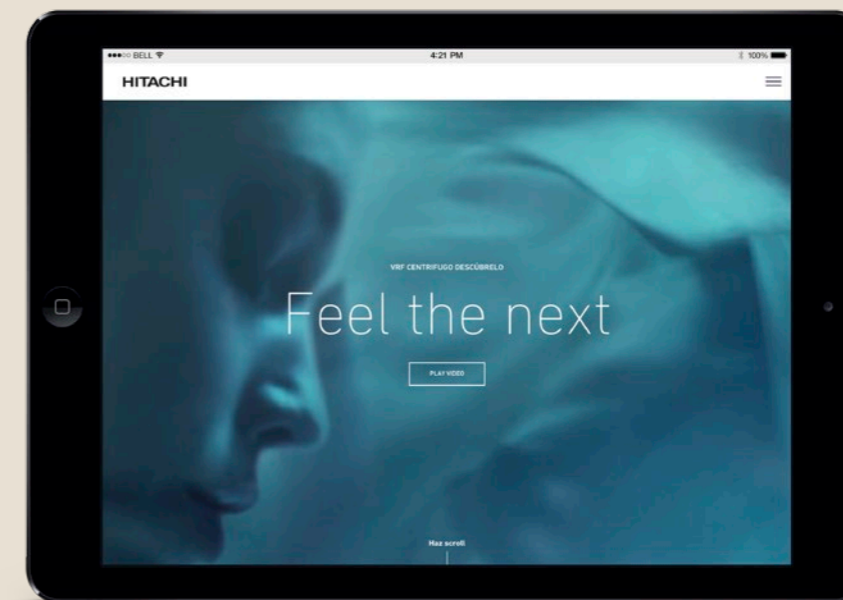 BELL 4:21 PM 100%
HITACHI
VRF CENTRIFUGO DESCÚBRELO
Feel the next
PLAY VIDEO
Haz scroll